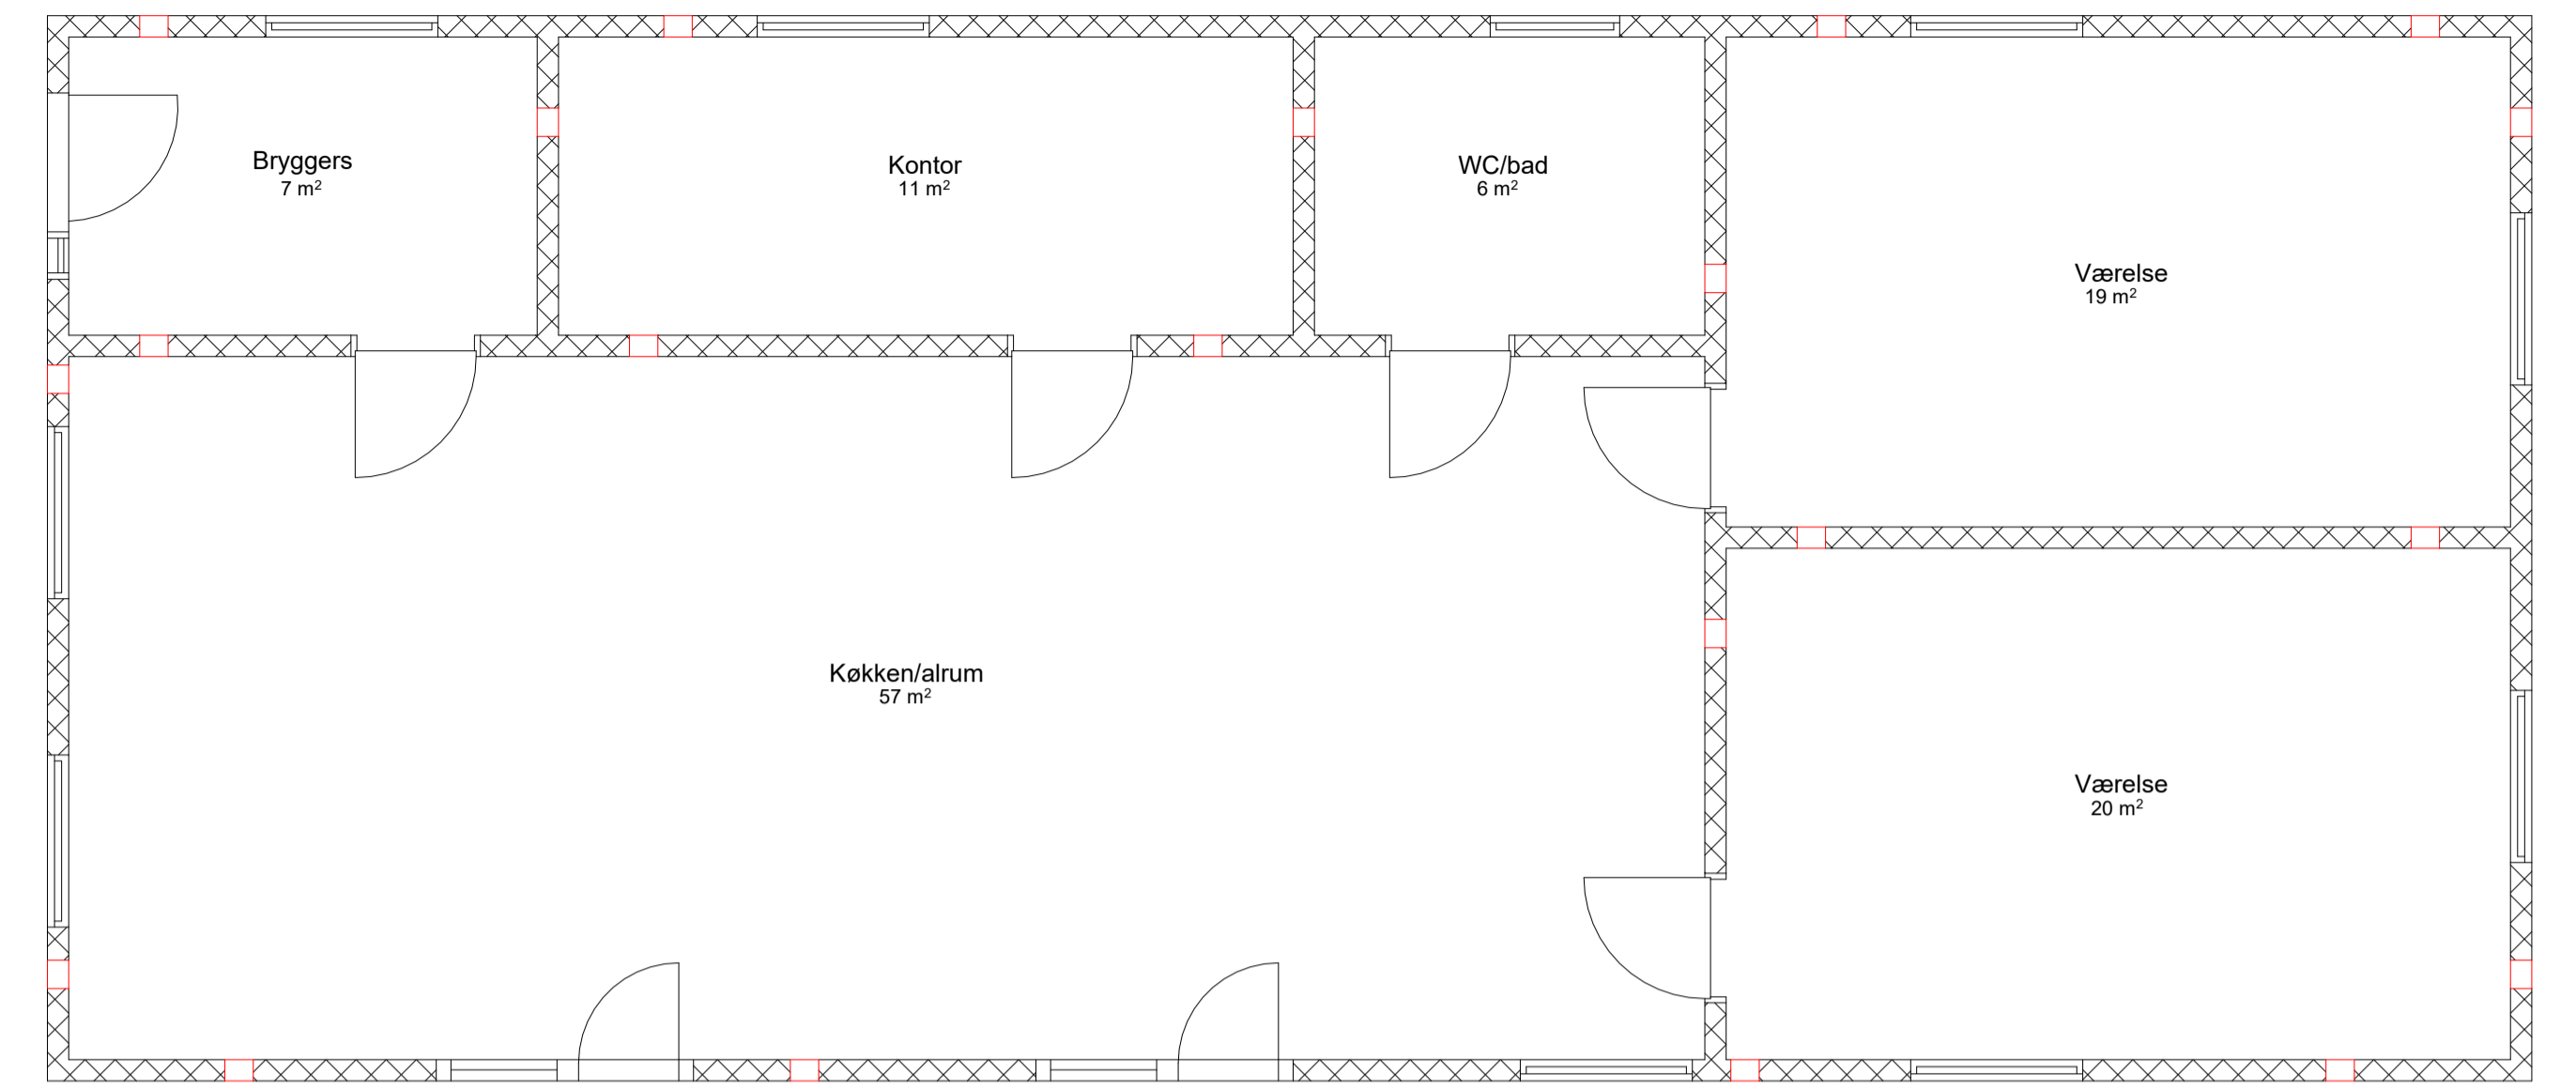 Bryggers
7 m²
Kontor
11 m²
WC/bad
6 m²
Værelse
19 m²
Køkken/alrum
57 m²
Værelse
20 m²